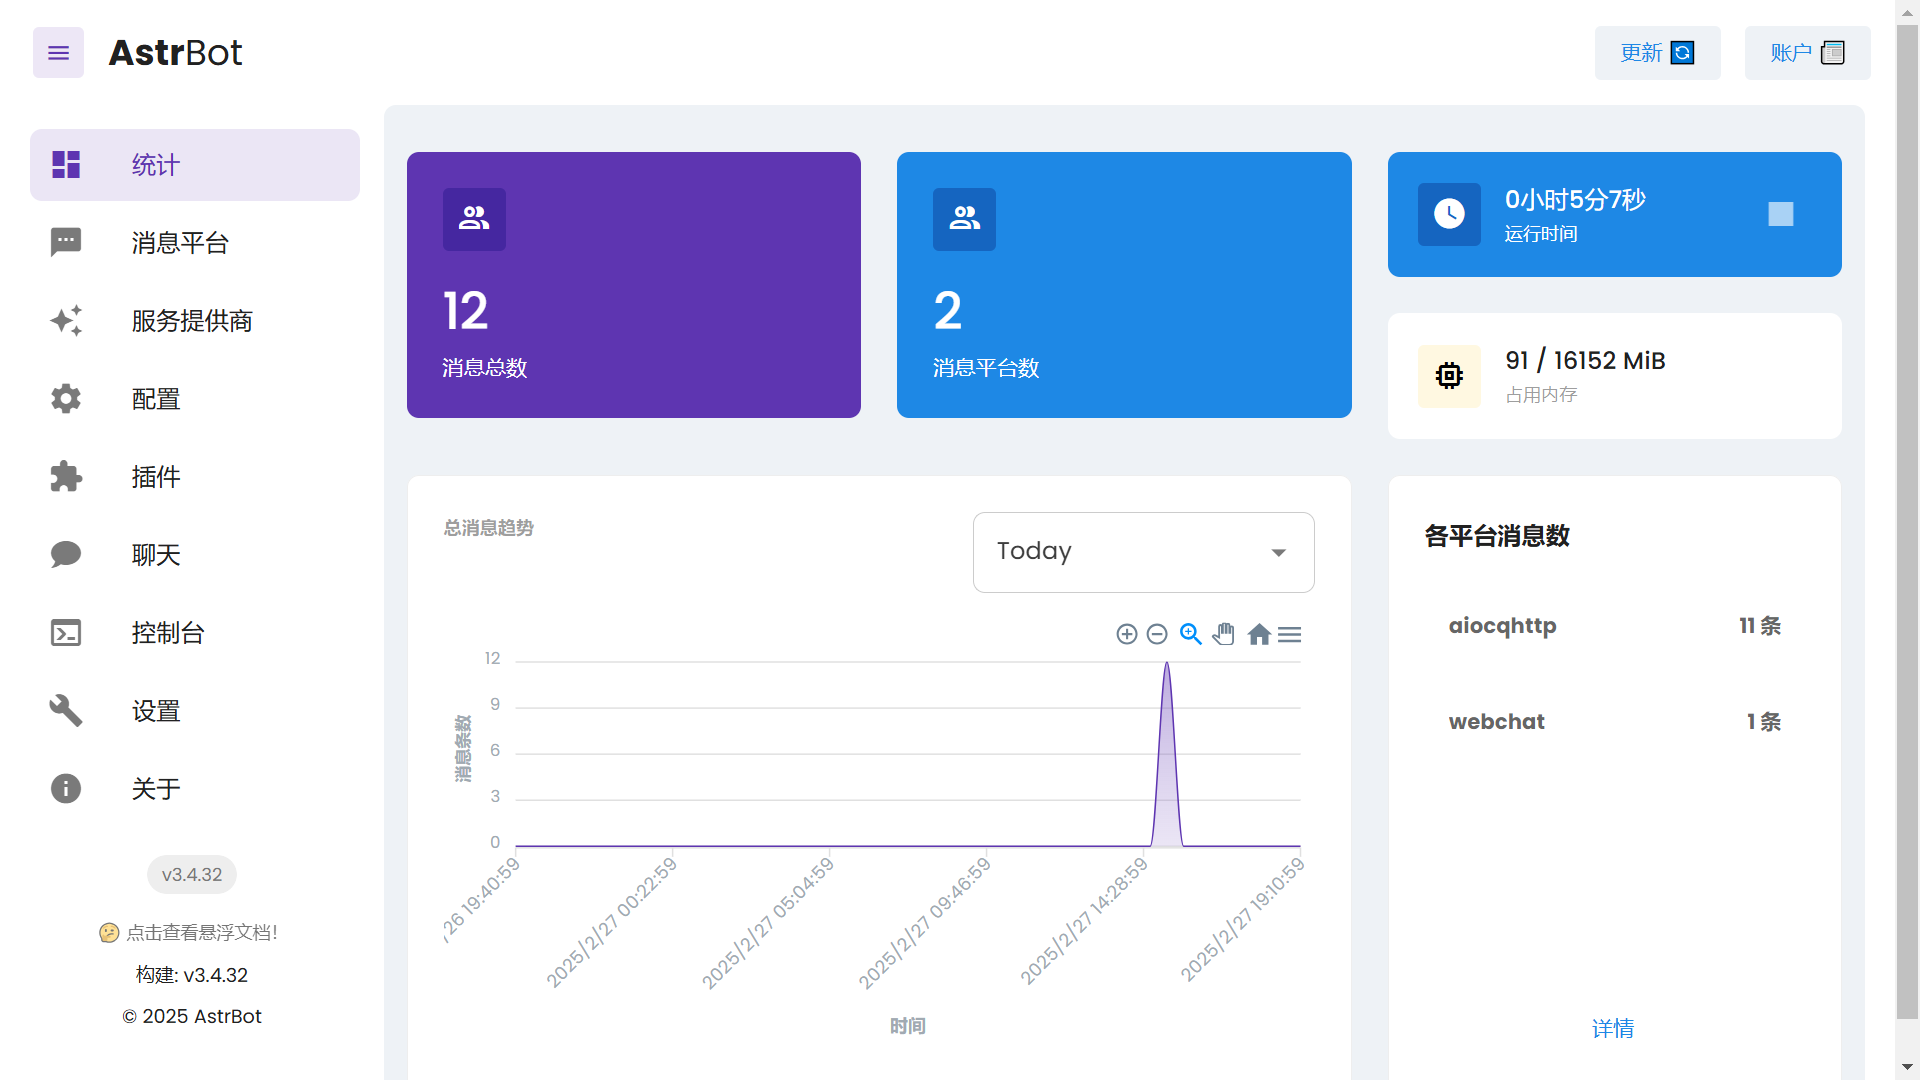 AstrBot
更新
账户
统计
消息平台
服务提供商
配置
插件
聊天
控制台
设置
关于
v3.4.32
点击查看悬浮文档!
构建: v3.4.32
© 2025 AstrBot
12
消息总数
2
消息平台数
0小时5分7秒
运行时间
91 / 16152 MiB
占用内存
总消息趋势
Today
消息条数
12
9
6
3
0
/26 19:40:59
2025/2/27 00:22:59
2025/2/27 05:04:59
2025/2/27 09:46:59
2025/2/27 14:28:59
2025/2/27 19:10:59
时间
各平台消息数
aiocqhttp 11 条
webchat 1 条
详情